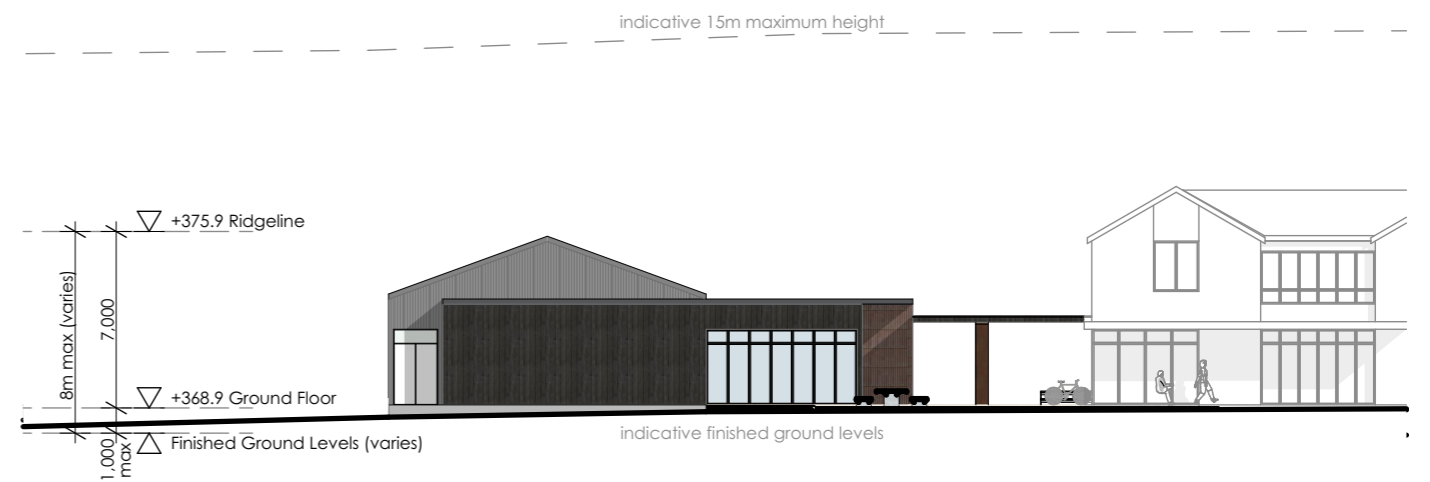 indicative 15m maximum height
+375.9 Ridgeline
8m max (varies)
7,000
+368.9 Ground Floor
indicative finished ground levels
Finished Ground Levels (varies)
1,000
max